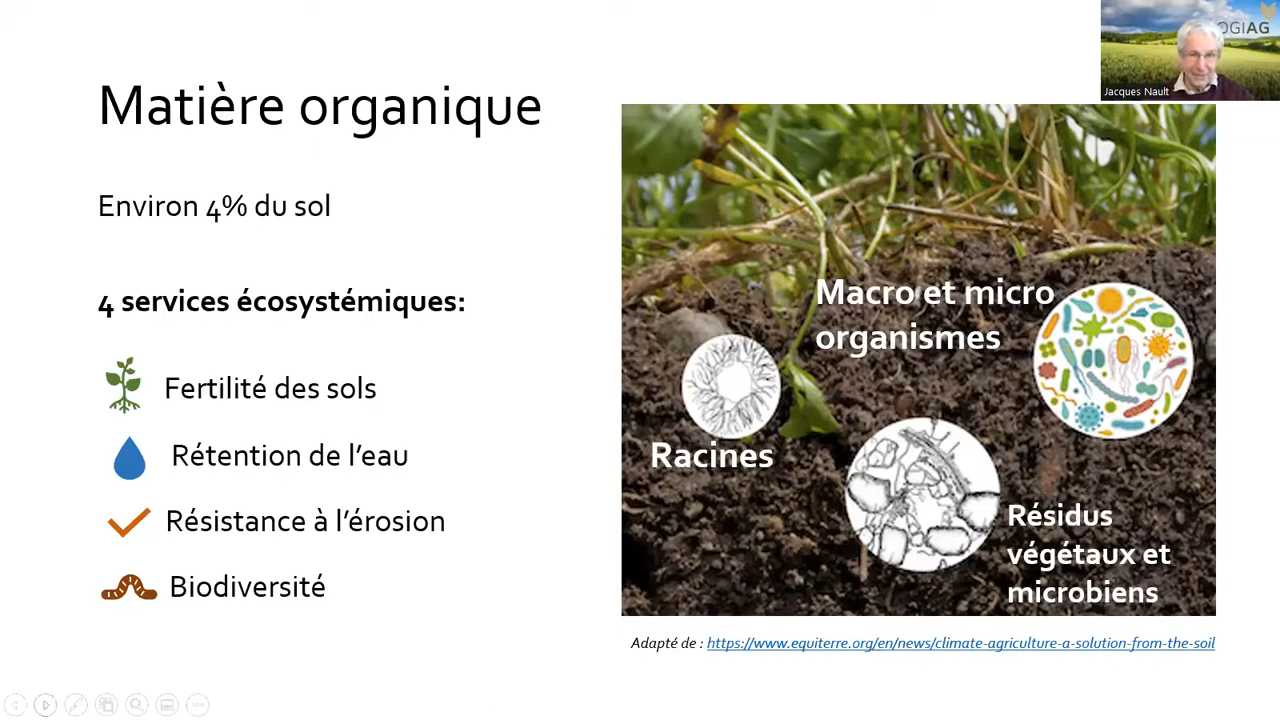 OGIAG
Jacques Nault
Matière organique
Environ 4% du sol
4 services écosystémiques:
Fertilité des sols
Rétention de l'eau
Résistance à l'érosion
Biodiversité
Macro et micro
organismes
Racines
Résidus
végétaux et
microbiens
Adapté de : https://www.equiterre.org/en/news/climate-agriculture-a-solution-from-the-soil